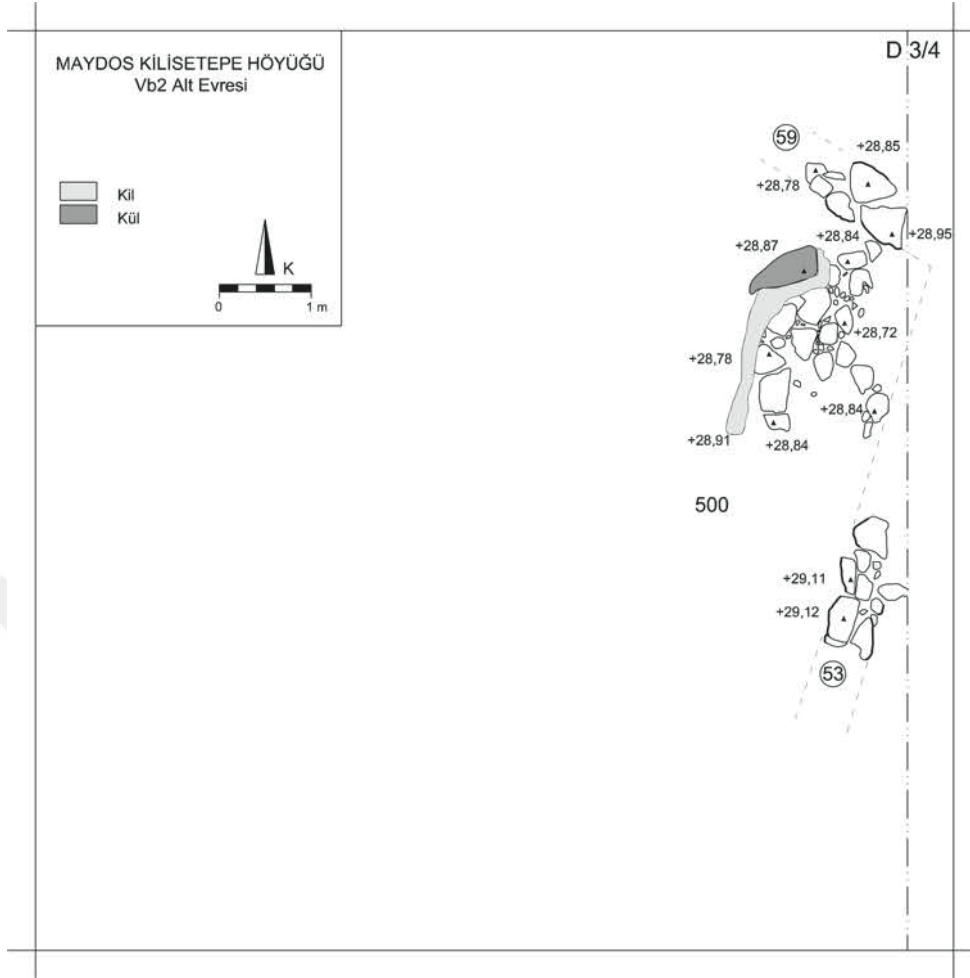 MAYDOS KİLİSETEPE HÖYÜĞÜ
Vb2 Alt Evresi
Kil
Kül
K
0 1 m
D 3/4
59
+28,85
+28,78
+28,84
+28,95
+28,87
+28,72
+28,78
+28,84
+28,91
+28,84
500
+29,11
+29,12
53